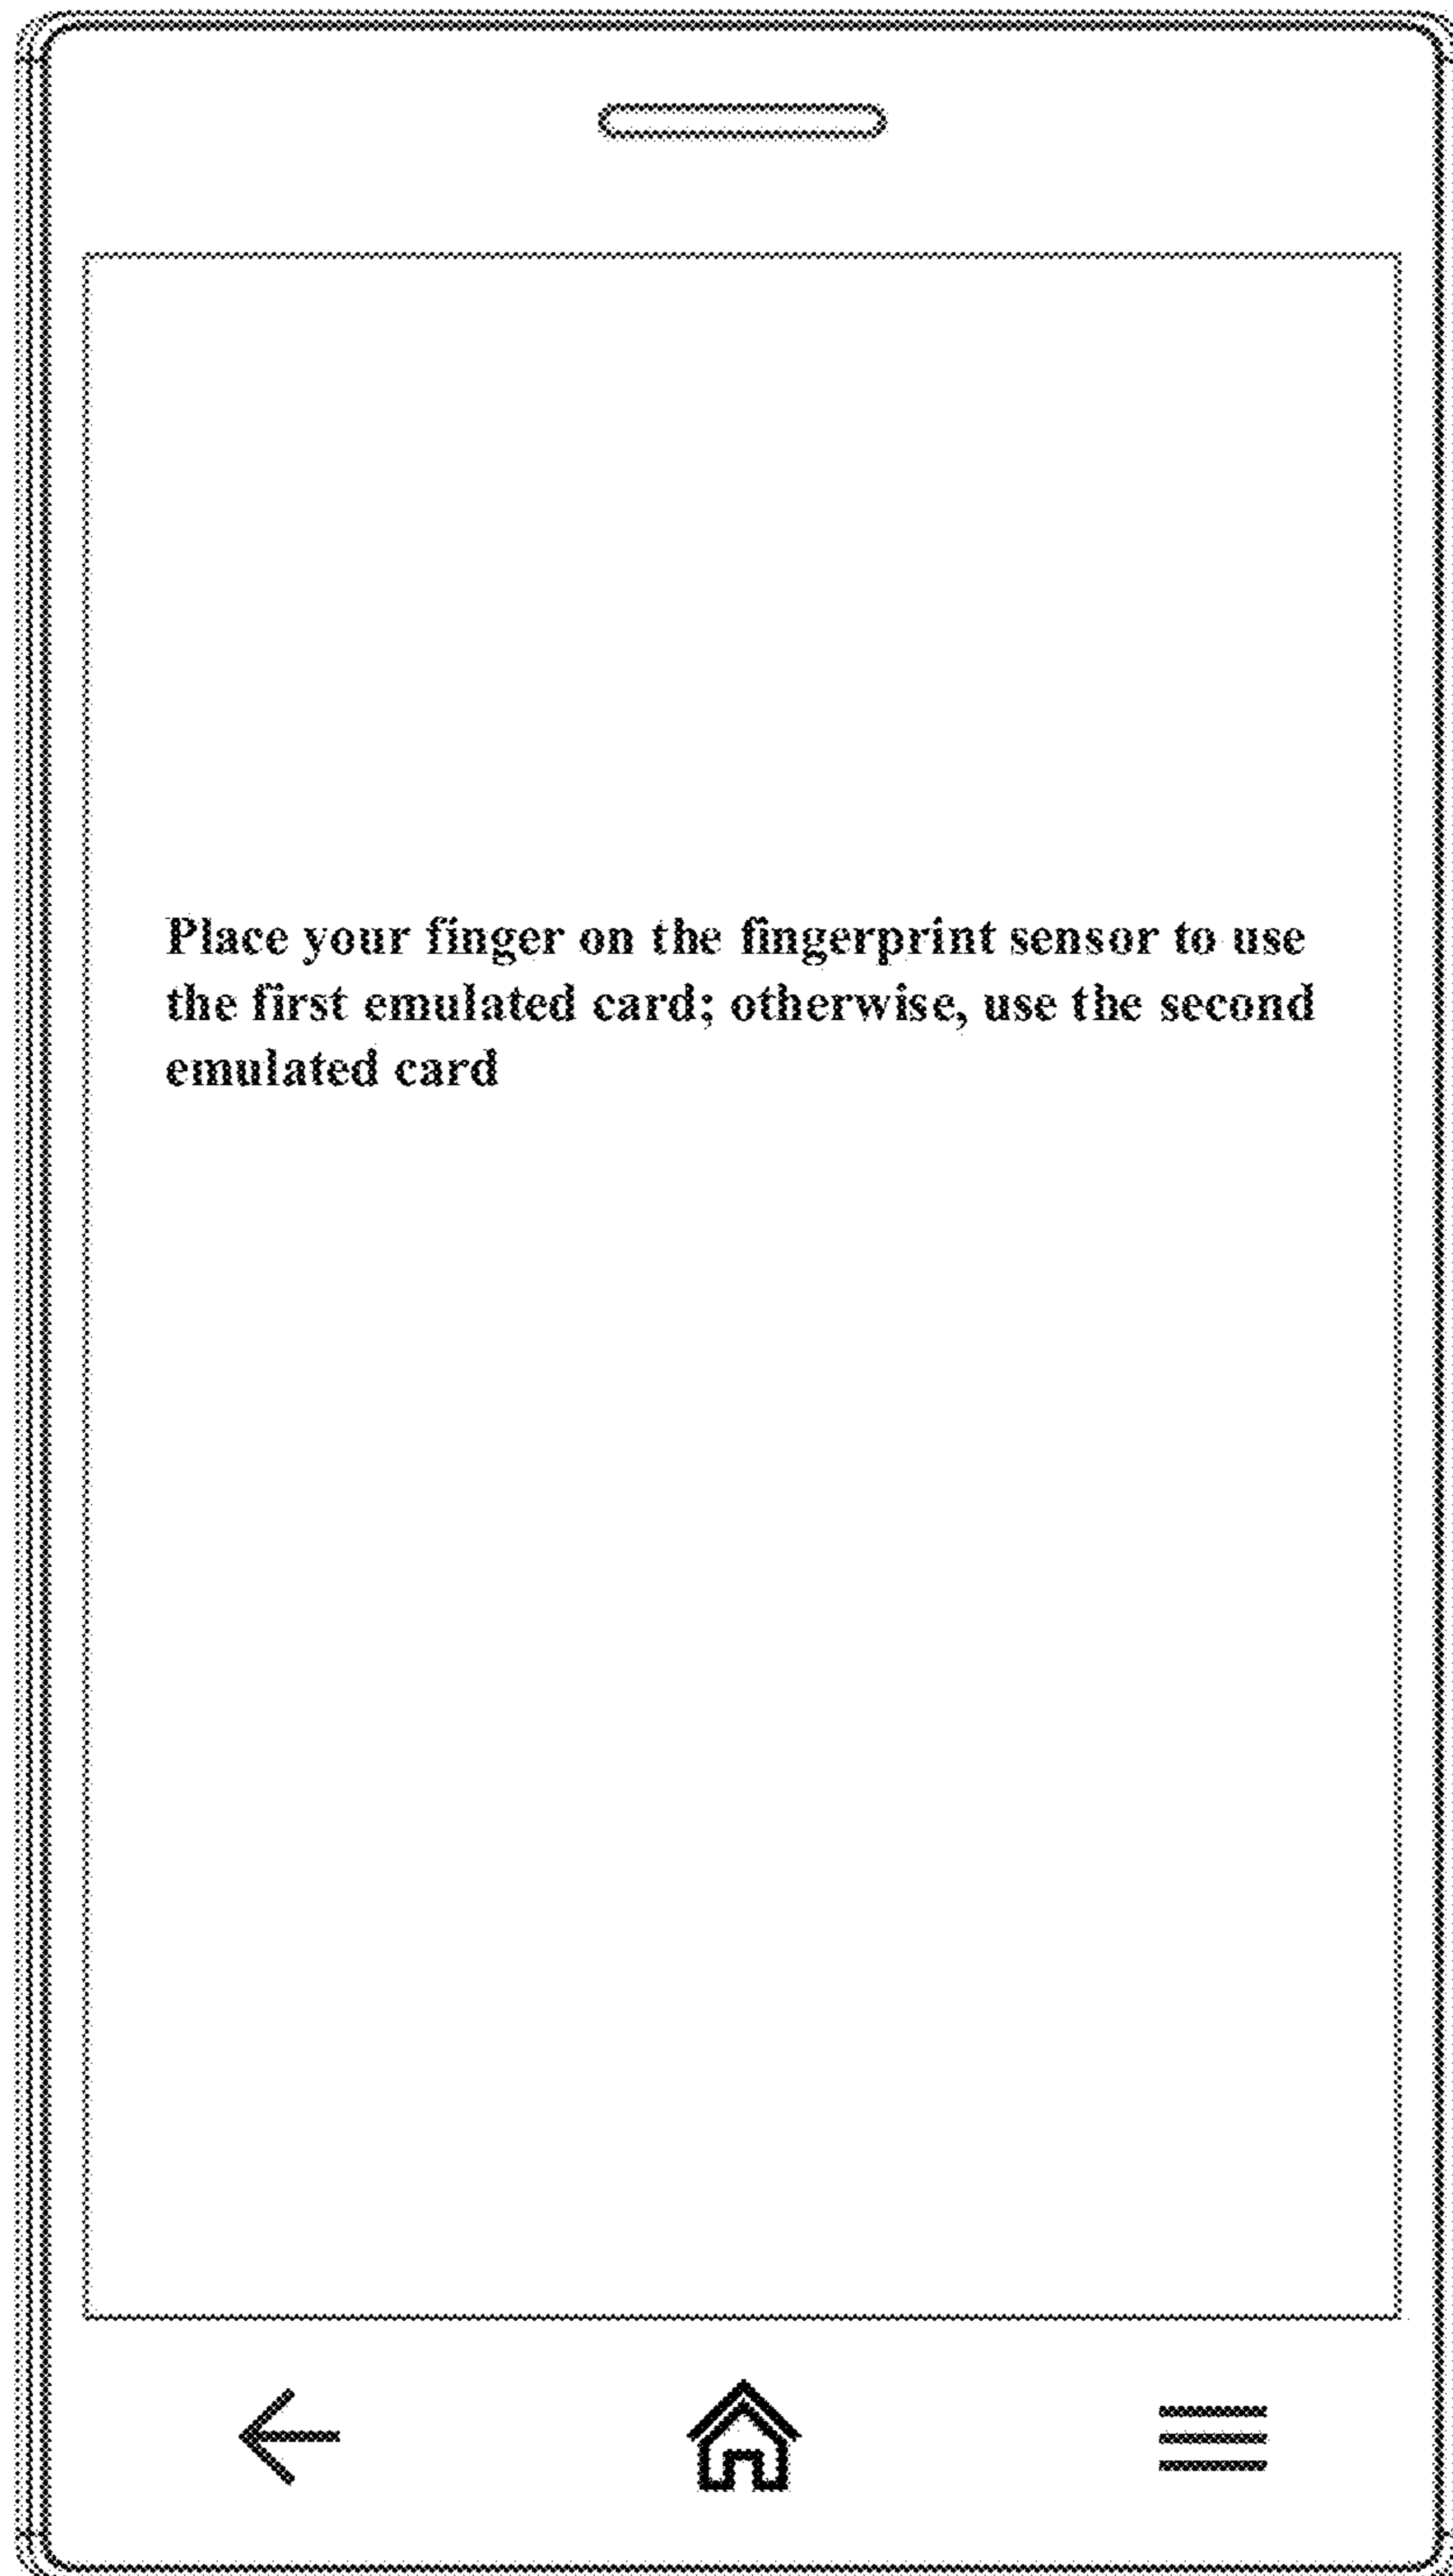 Place your finger on the fingerprint sensor to use
the first emulated card; otherwise, use the second
emulated card